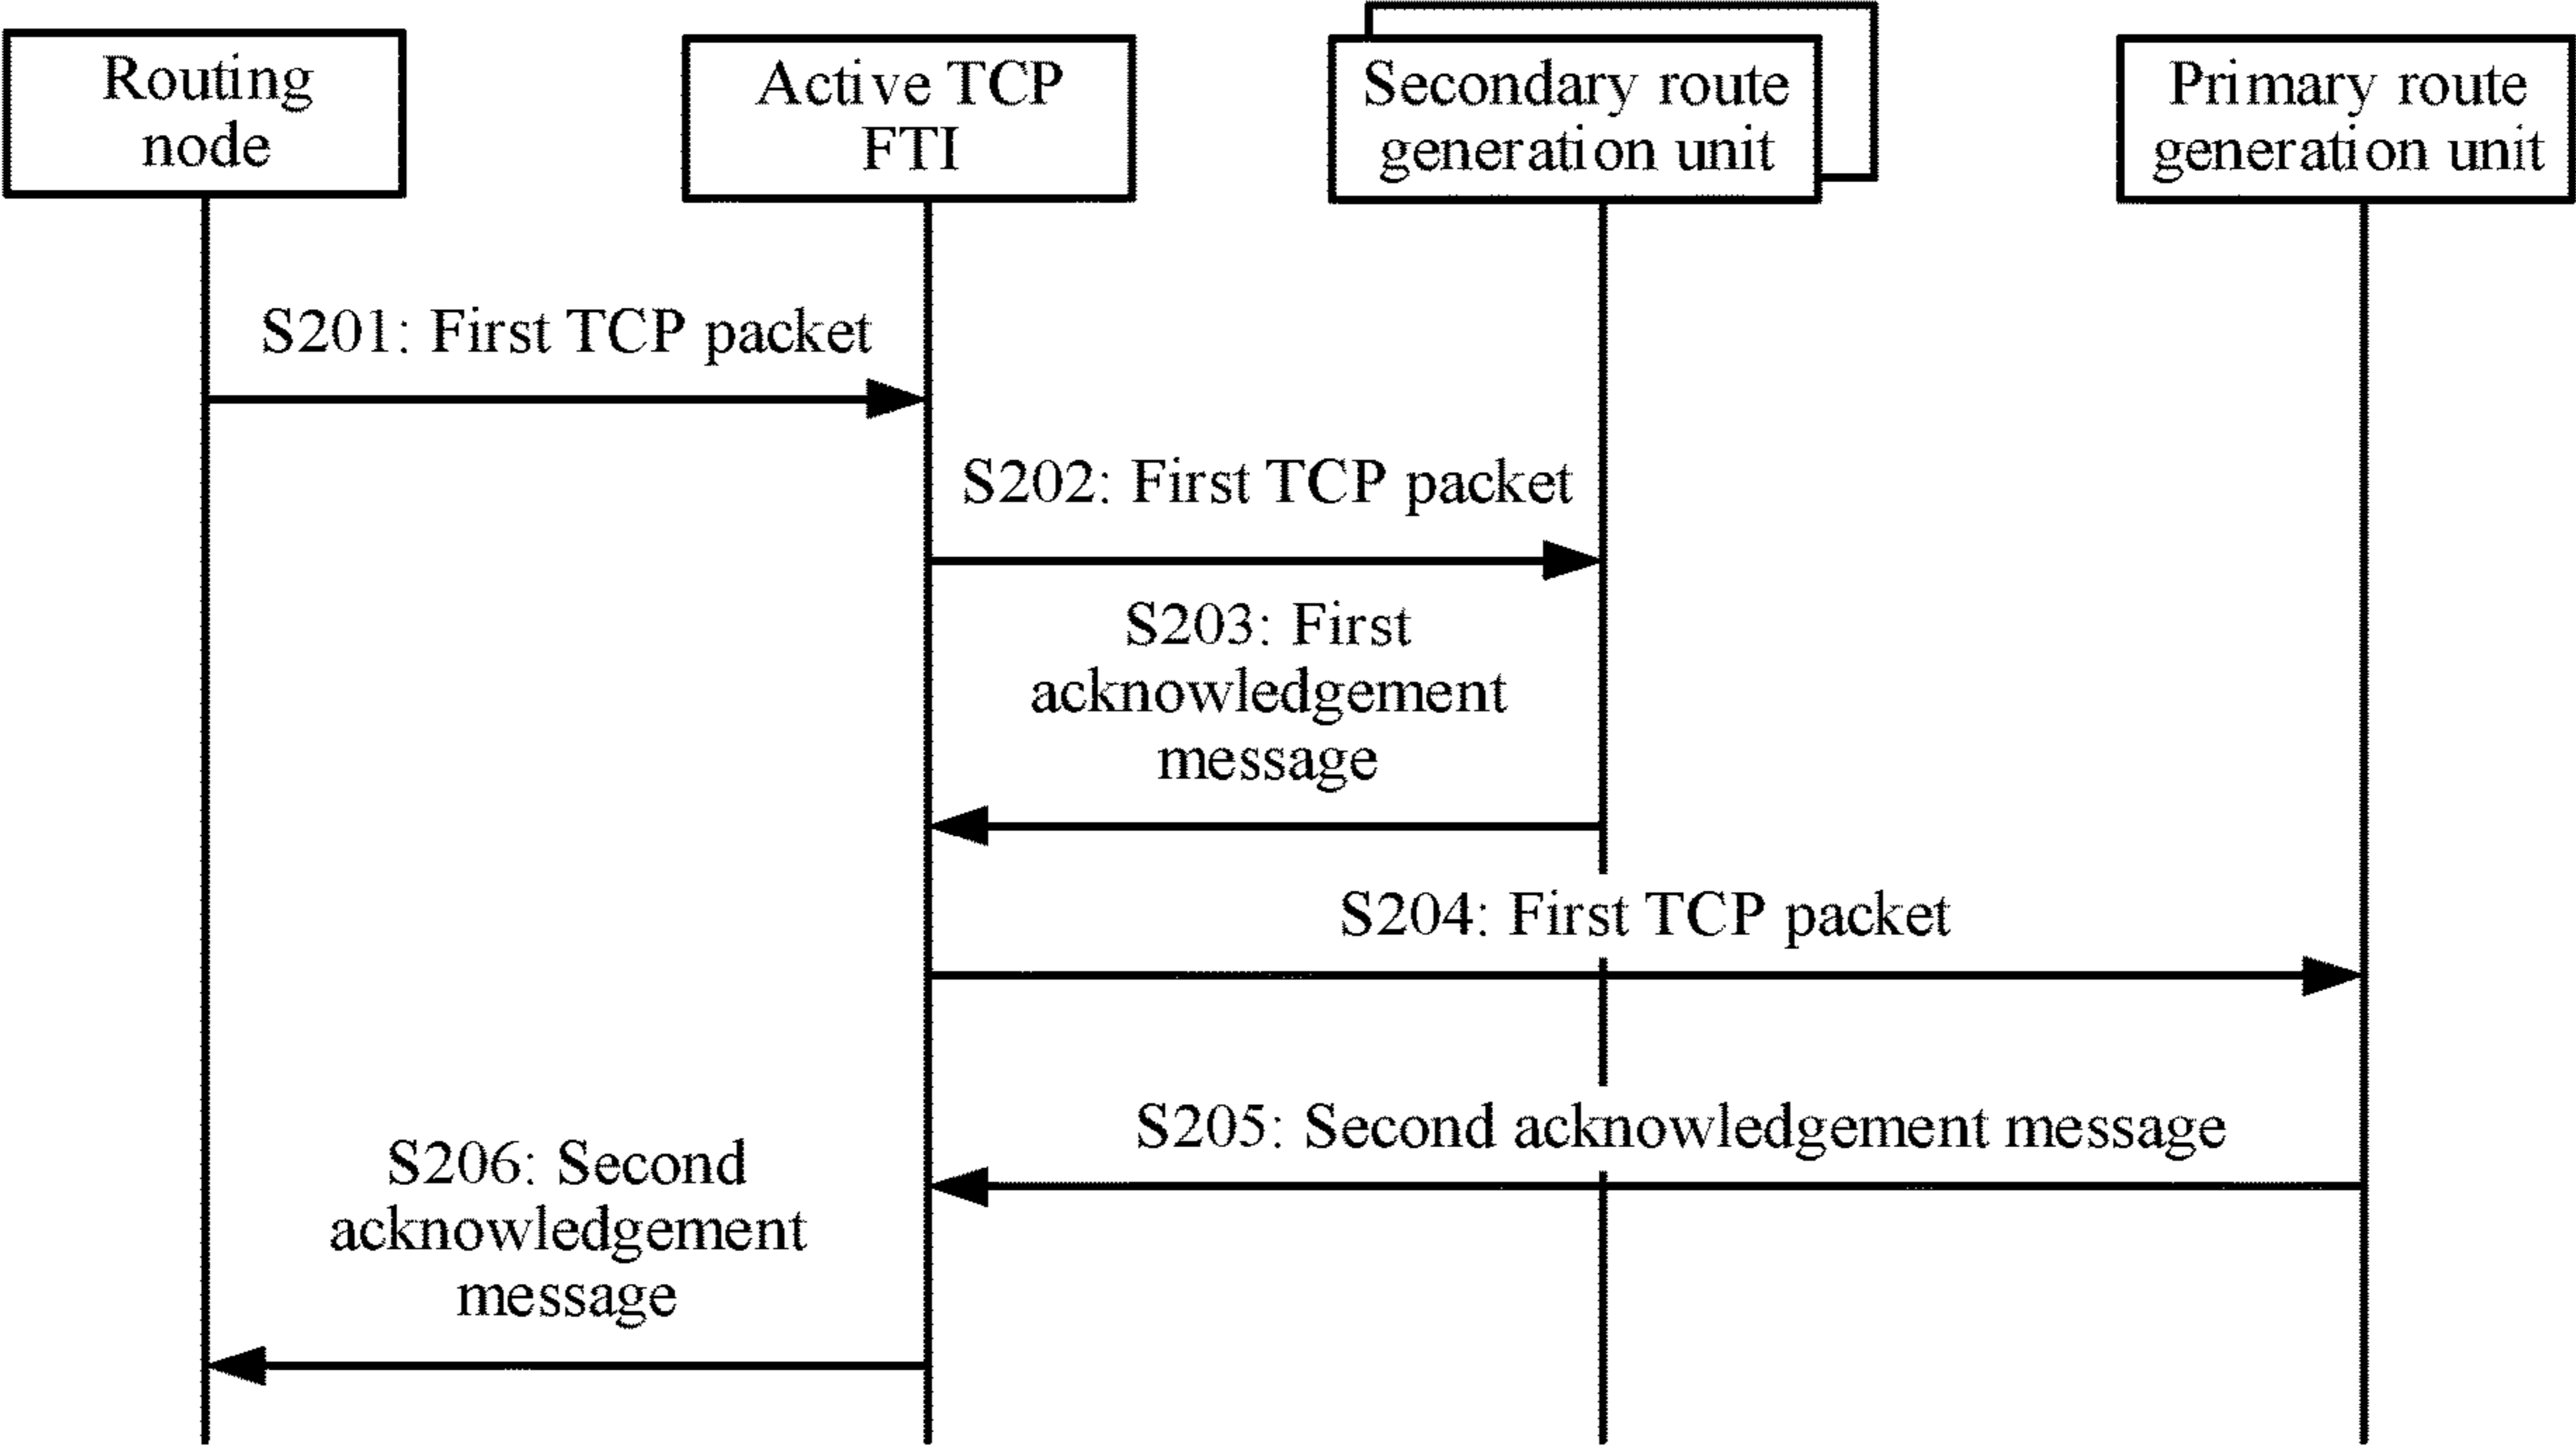 Routing
node
Active TCP
FTI
Secondary route
generation unit
Primary route
generation unit
S201: First TCP packet
S202: First TCP packet
S203: First
acknowledgement
message
S204: First TCP packet
S205: Second acknowledgement message
S206: Second
acknowledgement
message